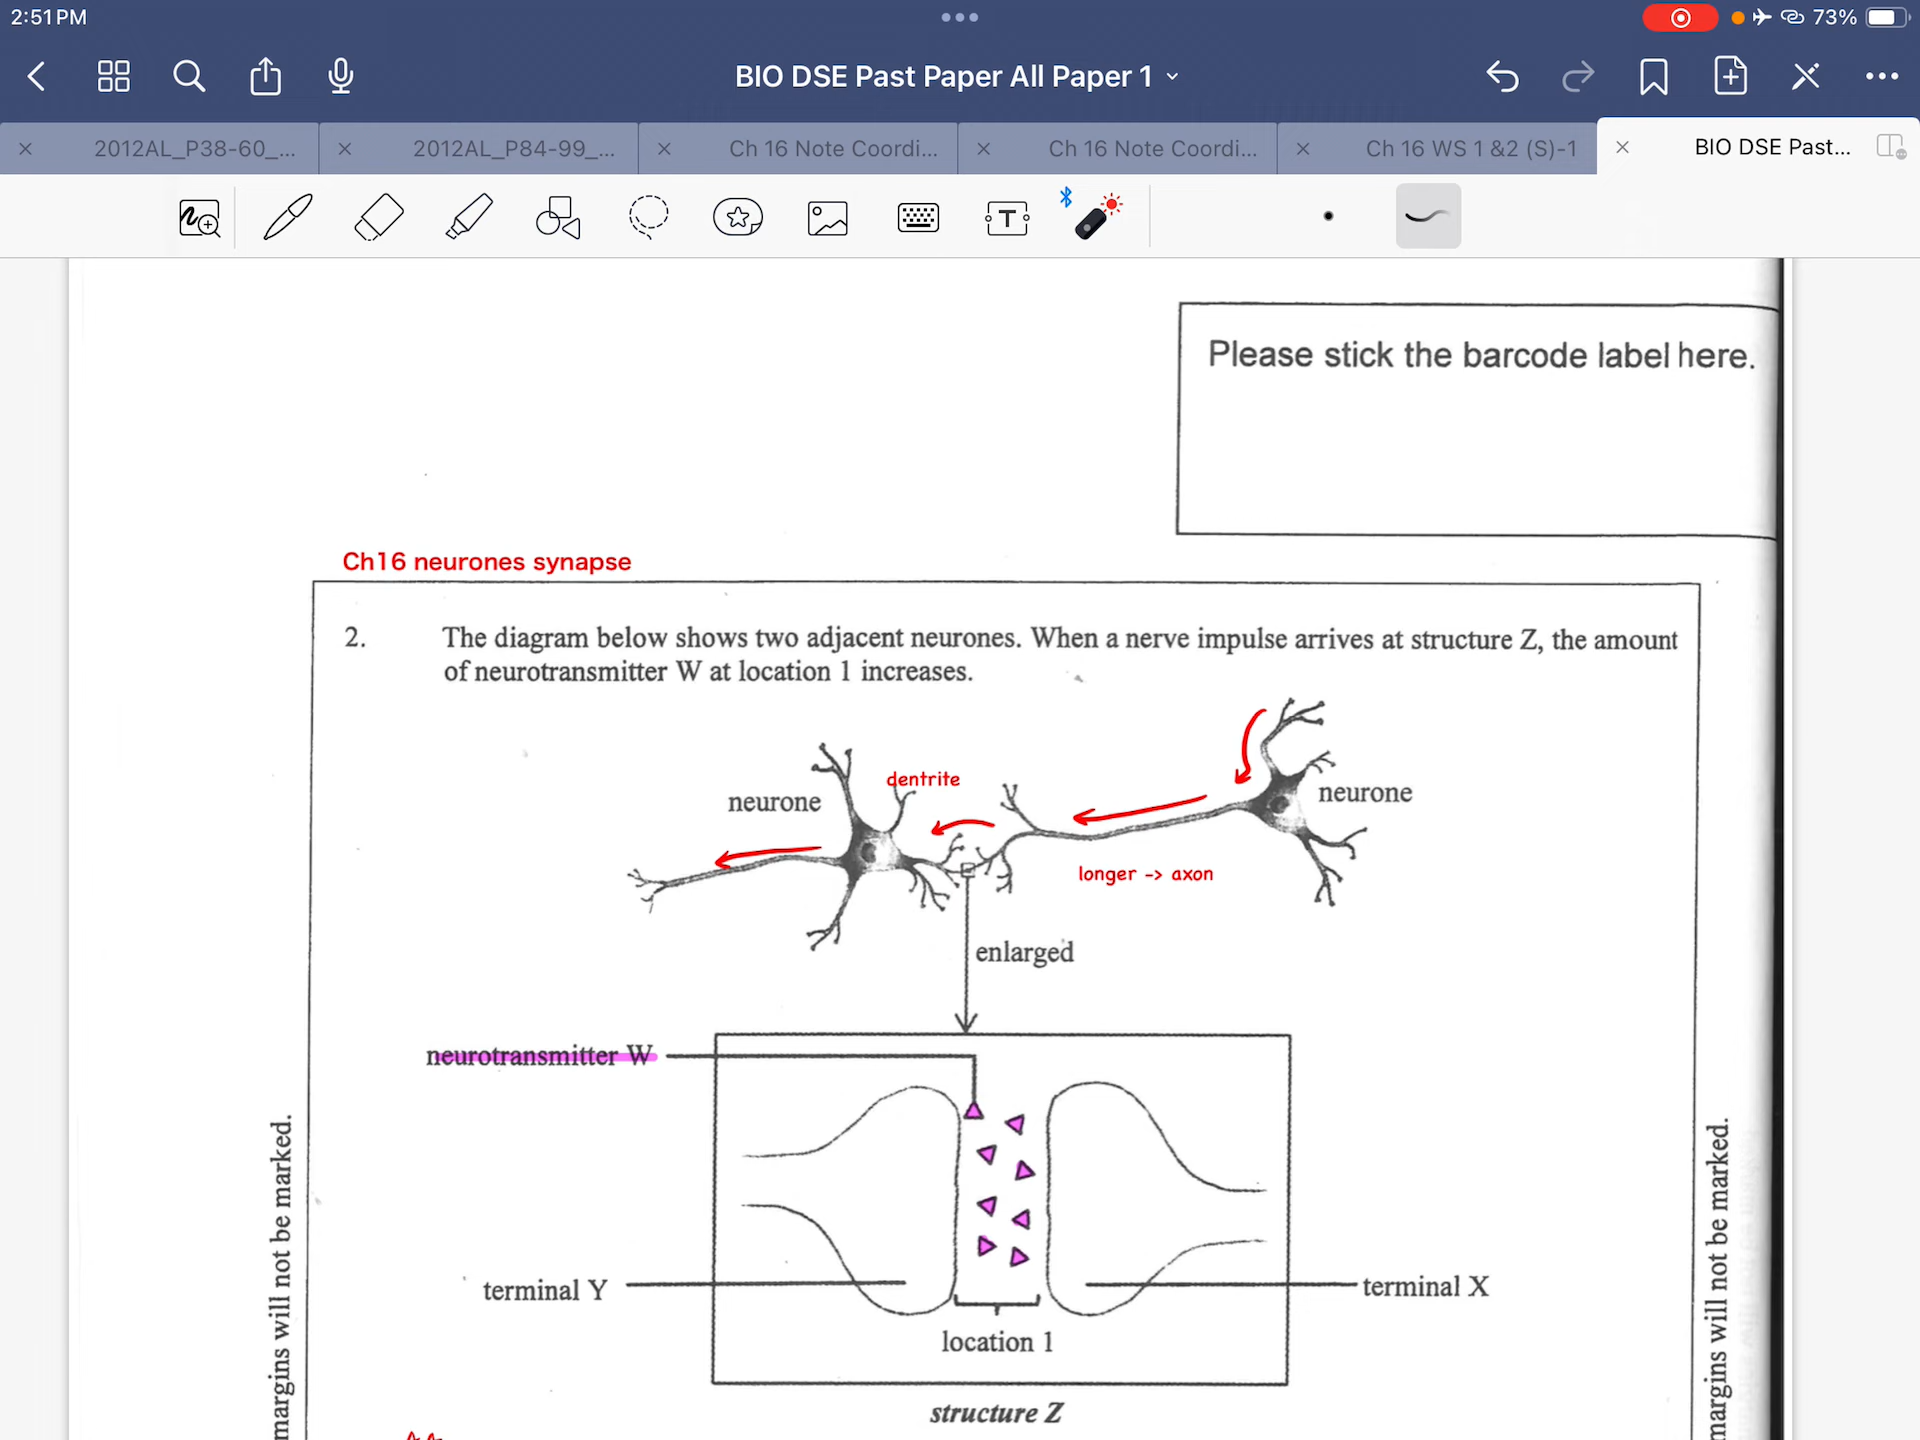 2:51 PM
73%
BIO DSE Past Paper All Paper 1
2012AL_P38-60_...
2012AL_P84-99_...
Ch 16 Note Coordi...
Ch 16 Note Coordi...
Ch 16 WS 1 &2 (S)-1
BIO DSE Past...
T
Please stick the barcode label here.
Ch16 neurones synapse
2. The diagram below shows two adjacent neurones. When a nerve impulse arrives at structure Z, the amount
of neurotransmitter W at location 1 increases.
dentrite
neurone
neurone
longer -> axon
enlarged
neurotransmitter W
terminal Y
terminal X
location 1
structure Z
margins will not be marked.
margins will not be marked.